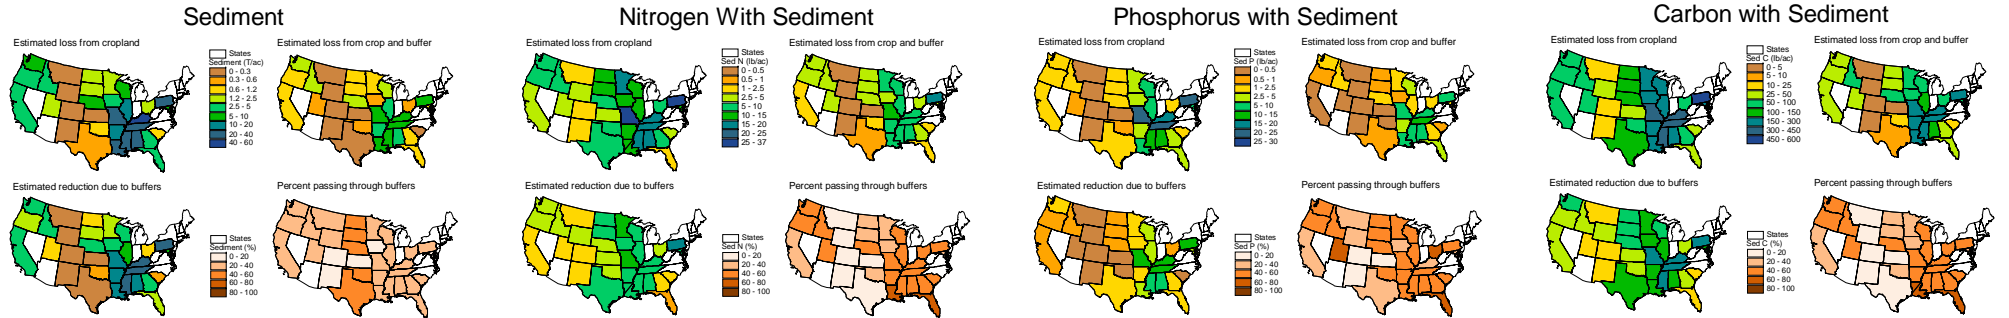 Sediment
Estimated loss from cropland
States
Sediment (T/ac)
0 - 0.3
0.3 - 0.6
0.6 - 1.2
1.2 - 2.5
2.5 - 5
5 - 10
10 - 20
20 - 40
40 - 60
Estimated loss from crop and buffer
Estimated reduction due to buffers
States
Sediment (%)
0 - 20
20 - 40
40 - 60
60 - 80
80 - 100
Percent passing through buffers
Nitrogen With Sediment
Estimated loss from cropland
States
Sed N (lb/ac)
0 - 0.5
0.5 - 1
1 - 2.5
2.5 - 5
5 - 10
10 - 15
15 - 20
20 - 25
25 - 37
Estimated loss from crop and buffer
Estimated reduction due to buffers
States
Sed N (%)
0 - 20
20 - 40
40 - 60
60 - 80
80 - 100
Percent passing through buffers
Phosphorus with Sediment
Estimated loss from cropland
States
Sed P (lb/ac)
0 - 0.5
0.5 - 1
1 - 2.5
2.5 - 5
5 - 10
10 - 15
15 - 20
20 - 25
25 - 30
Estimated loss from crop and buffer
Estimated reduction due to buffers
States
Sed P (%)
0 - 20
20 - 40
40 - 60
60 - 80
80 - 100
Percent passing through buffers
Carbon with Sediment
Estimated loss from cropland
States
Sed C (lb/ac)
0 - 5
5 - 10
10 - 25
25 - 50
50 - 100
100 - 150
150 - 300
300 - 450
450 - 600
Estimated loss from crop and buffer
Estimated reduction due to buffers
States
Sed C (%)
0 - 20
20 - 40
40 - 60
60 - 80
80 - 100
Percent passing through buffers